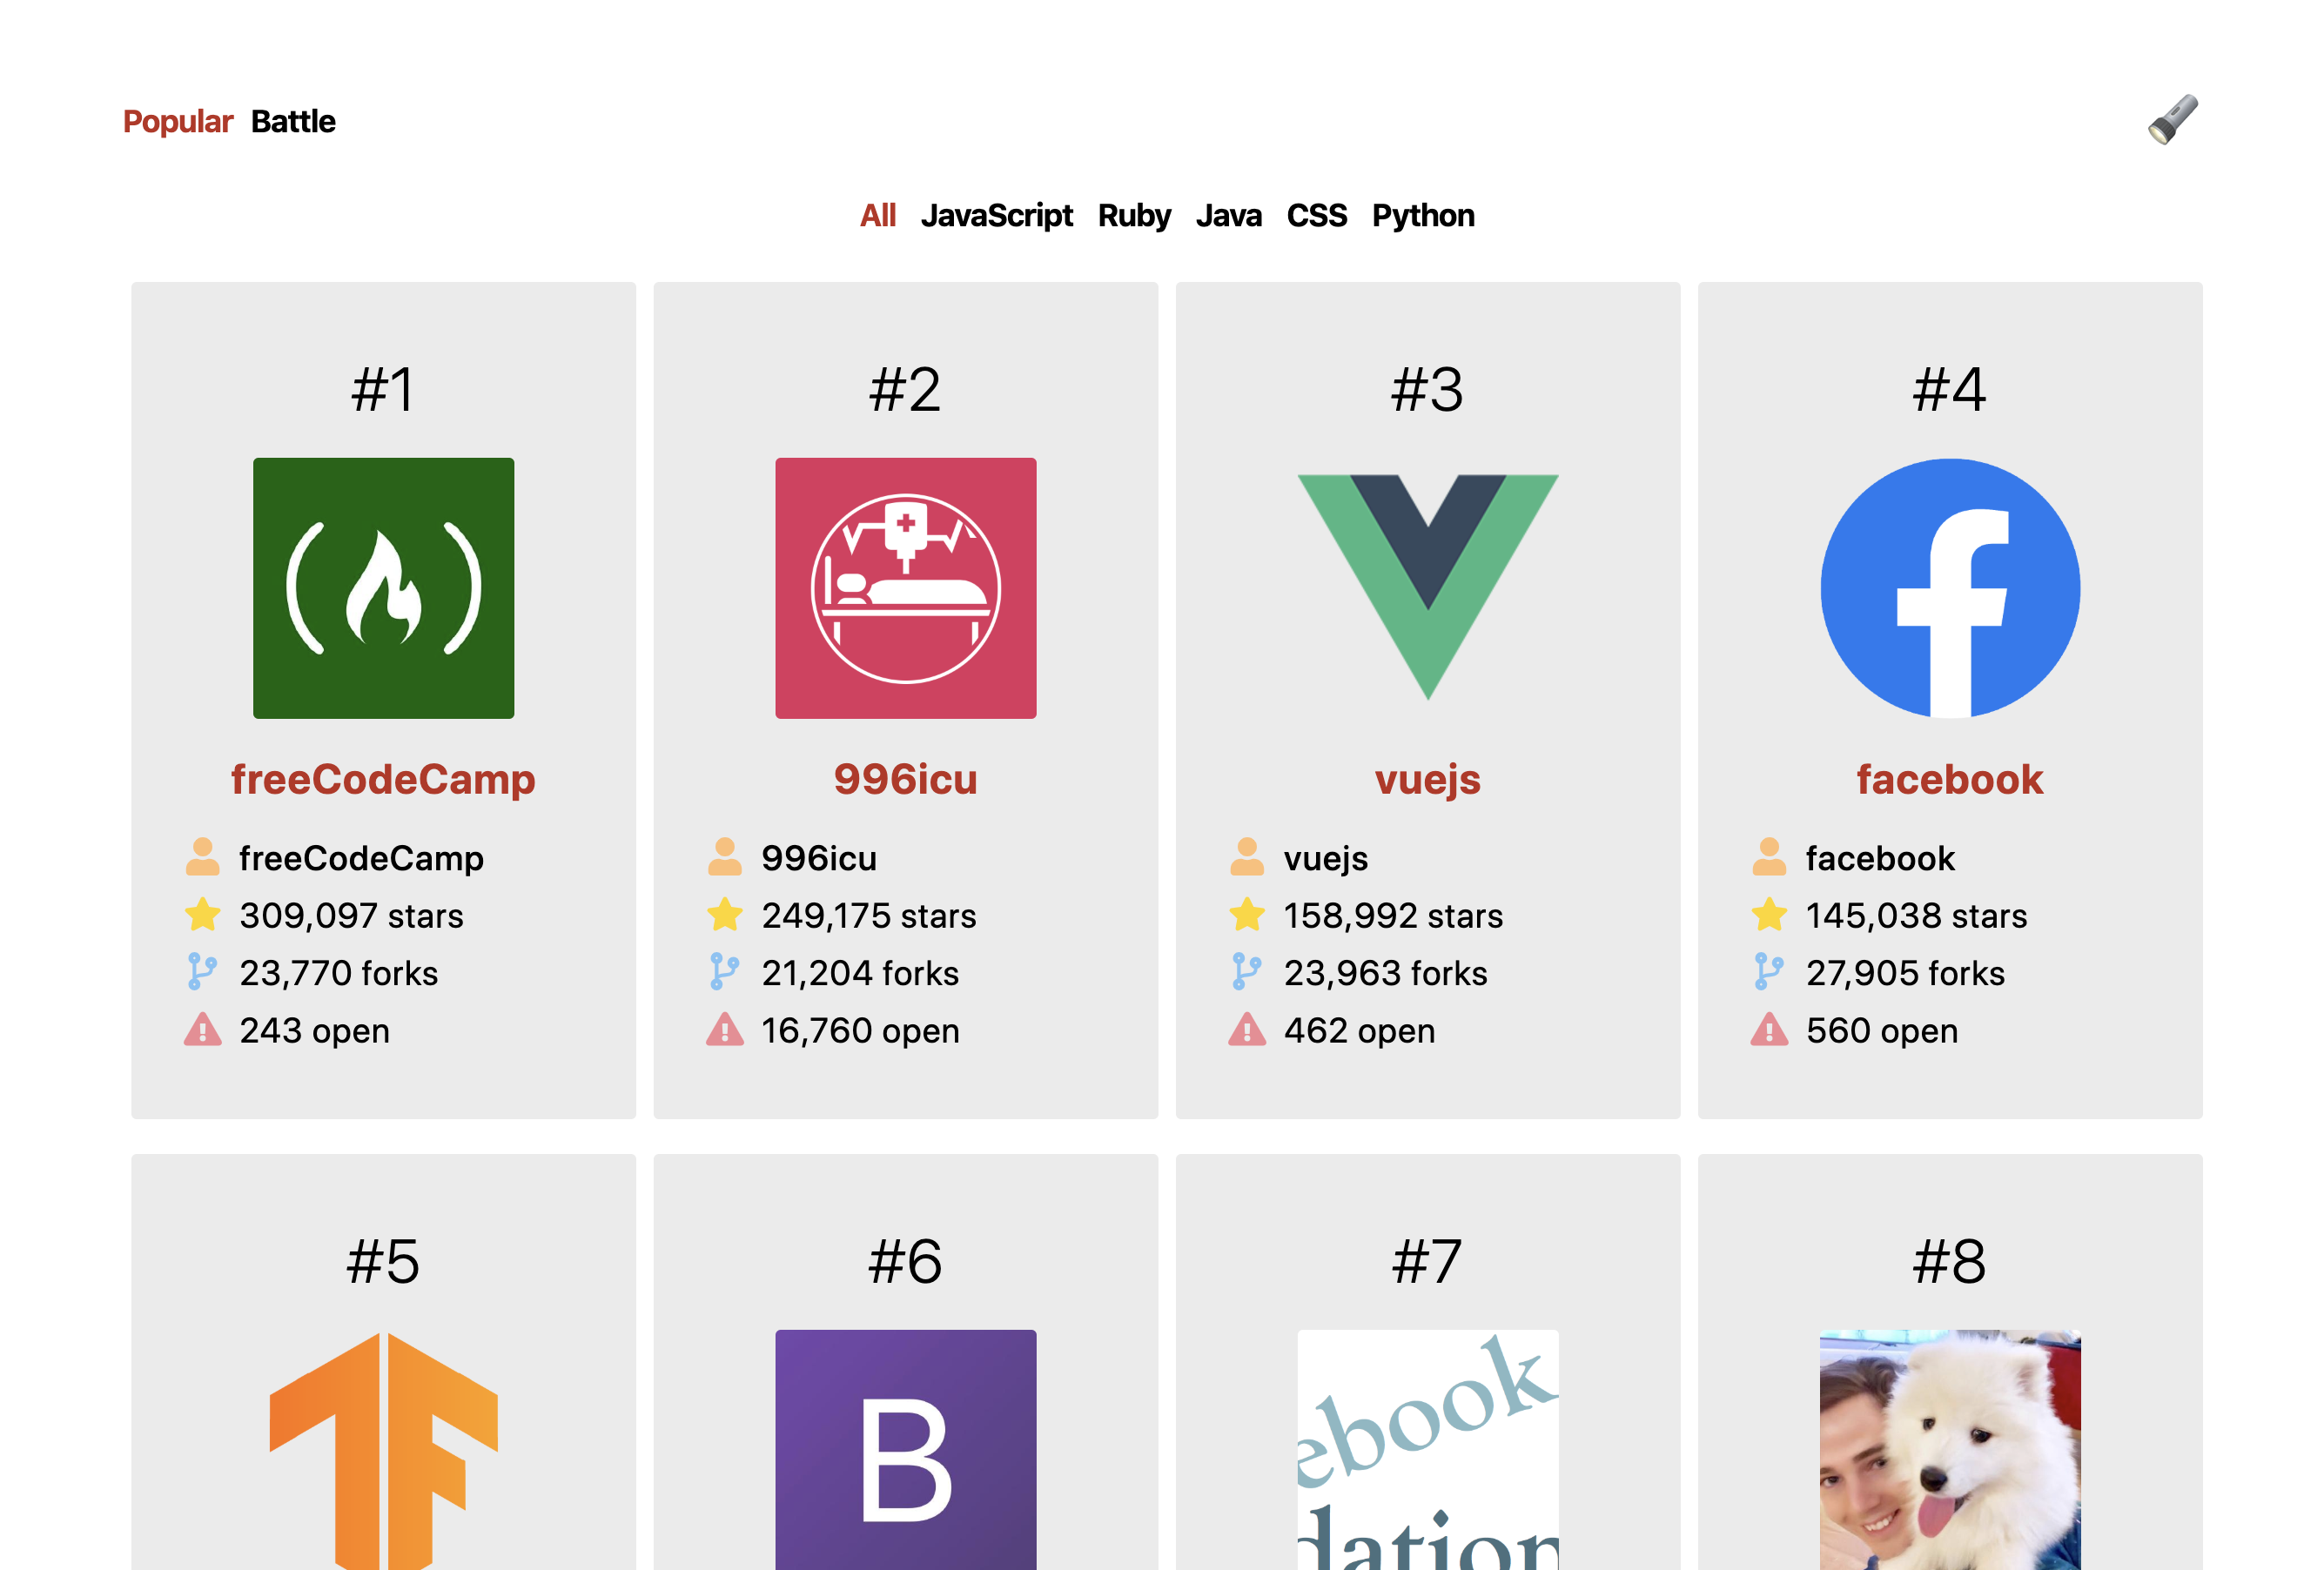 Popular Battle
All JavaScript Ruby Java CSS Python
#1
freeCodeCamp
freeCodeCamp
309,097 stars
23,770 forks
243 open
#2
996icu
996icu
249,175 stars
21,204 forks
16,760 open
#3
vuejs
vuejs
158,992 stars
23,963 forks
462 open
#4
f
facebook
facebook
145,038 stars
27,905 forks
560 open
#5
TF
#6
B
#7
ebook
dation
#8